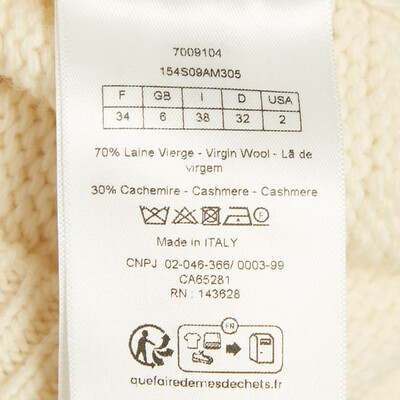 7009104
154S09AM305
F GB I D USA
34 6 38 32 2
70% Laine Vierge - Virgin Wool - Lã de
virgem
30% Cachemire - Cashmere - Cashmere
F
Made in ITALY
CNPJ 02-046-366/ 0003-99
CA65281
RN : 143628
FR
quefairedemesdechets.fr